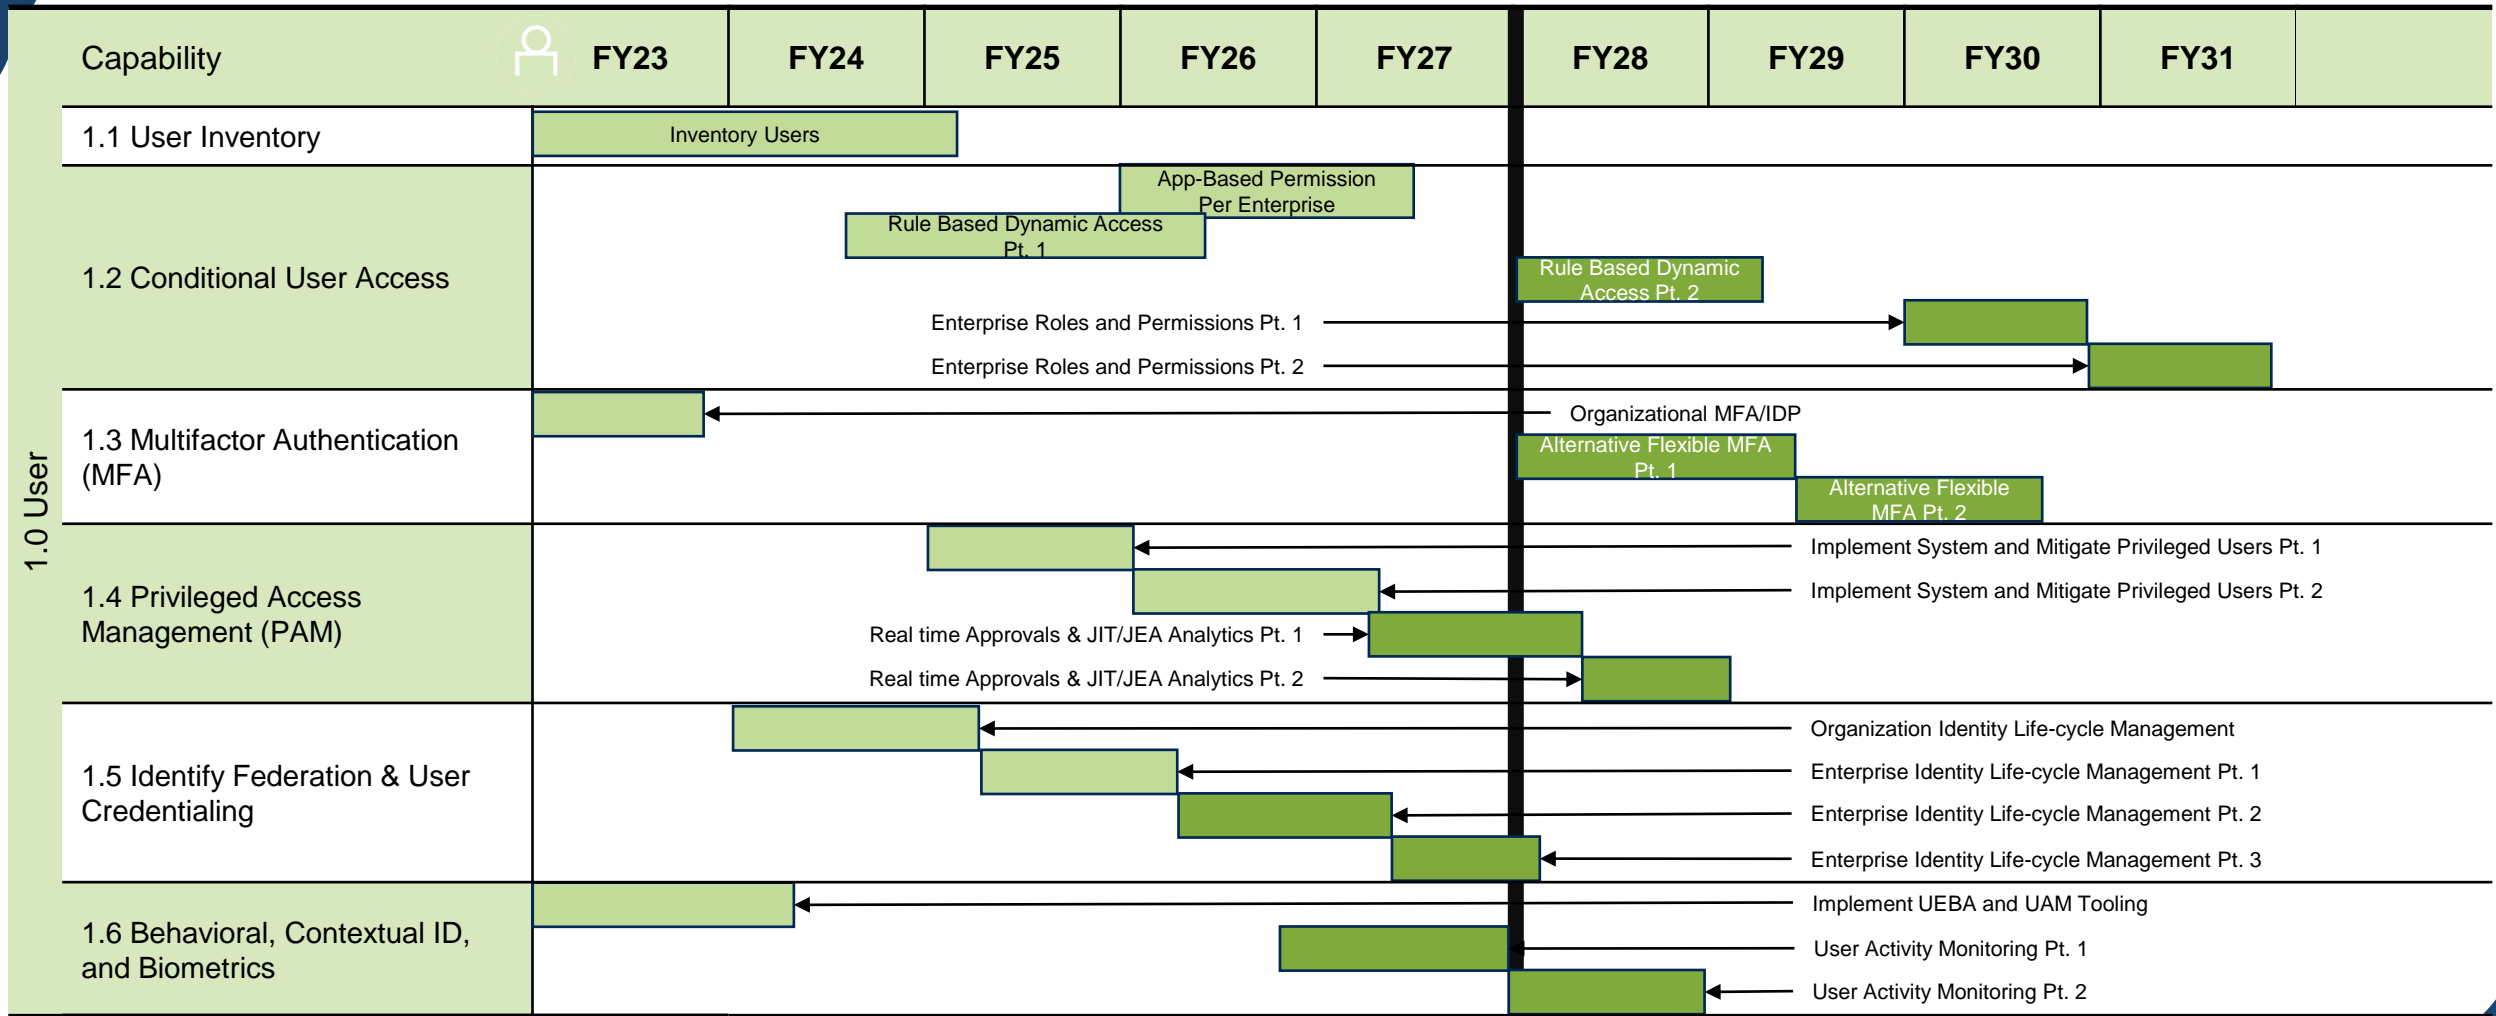 Capability
FY23
FY24
FY25
FY26
FY27
FY28
FY29
FY30
FY31
1.0 User
1.1 User Inventory
Inventory Users
1.2 Conditional User Access
App-Based Permission
Per Enterprise
Rule Based Dynamic Access
Pt. 1
Rule Based Dynamic
Access Pt. 2
Enterprise Roles and Permissions Pt. 1
Enterprise Roles and Permissions Pt. 2
1.3 Multifactor Authentication
(MFA)
Organizational MFA/IDP
Alternative Flexible MFA
Pt. 1
Alternative Flexible
MFA Pt. 2
1.4 Privileged Access
Management (PAM)
Implement System and Mitigate Privileged Users Pt. 1
Implement System and Mitigate Privileged Users Pt. 2
Real time Approvals & JIT/JEA Analytics Pt. 1
Real time Approvals & JIT/JEA Analytics Pt. 2
1.5 Identify Federation & User
Credentialing
Organization Identity Life-cycle Management
Enterprise Identity Life-cycle Management Pt. 1
Enterprise Identity Life-cycle Management Pt. 2
Enterprise Identity Life-cycle Management Pt. 3
1.6 Behavioral, Contextual ID,
and Biometrics
Implement UEBA and UAM Tooling
User Activity Monitoring Pt. 1
User Activity Monitoring Pt. 2